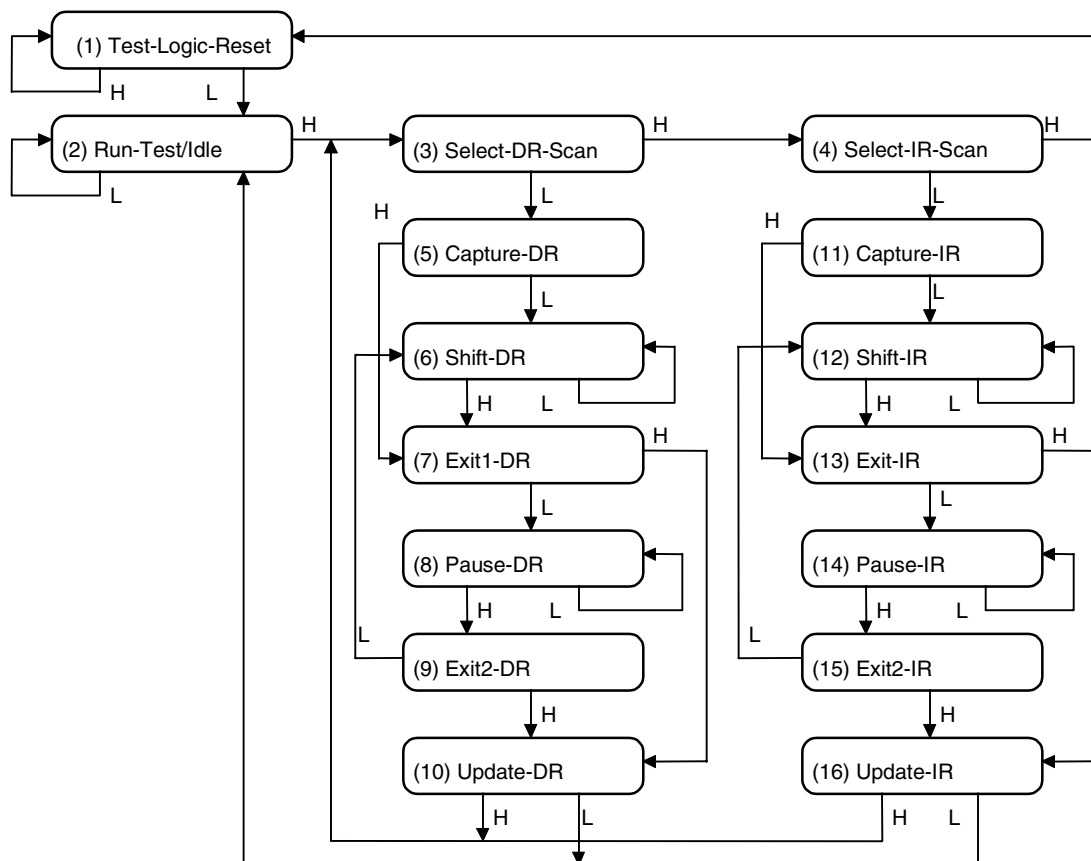 (1) Test-Logic-Reset
H
L
(2) Run-Test/Idle
H
L
(3) Select-DR-Scan
H
L
(4) Select-IR-Scan
H
L
H
(5) Capture-DR
L
H
(11) Capture-IR
L
(6) Shift-DR
H
L
(12) Shift-IR
H
L
(7) Exit1-DR
H
L
(13) Exit-IR
H
L
(8) Pause-DR
H
L
(14) Pause-IR
H
L
L
(9) Exit2-DR
H
L
(15) Exit2-IR
H
(10) Update-DR
H
L
(16) Update-IR
H
L